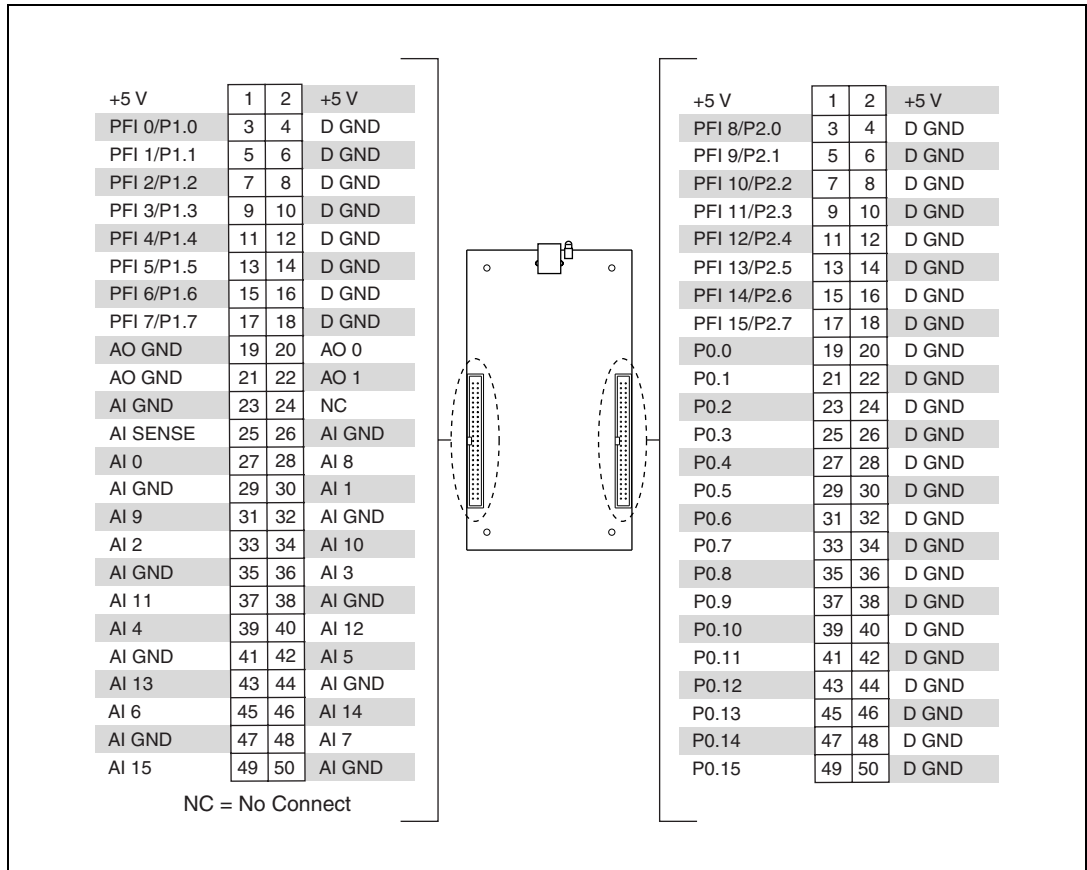 +5 V 1 2 +5 V
PFI 0/P1.0 3 4 D GND
PFI 1/P1.1 5 6 D GND
PFI 2/P1.2 7 8 D GND
PFI 3/P1.3 9 10 D GND
PFI 4/P1.4 11 12 D GND
PFI 5/P1.5 13 14 D GND
PFI 6/P1.6 15 16 D GND
PFI 7/P1.7 17 18 D GND
AO GND 19 20 AO 0
AO GND 21 22 AO 1
AI GND 23 24 NC
AI SENSE 25 26 AI GND
AI 0 27 28 AI 8
AI GND 29 30 AI 1
AI 9 31 32 AI GND
AI 2 33 34 AI 10
AI GND 35 36 AI 3
AI 11 37 38 AI GND
AI 4 39 40 AI 12
AI GND 41 42 AI 5
AI 13 43 44 AI GND
AI 6 45 46 AI 14
AI GND 47 48 AI 7
AI 15 49 50 AI GND
NC = No Connect
+5 V 1 2 +5 V
PFI 8/P2.0 3 4 D GND
PFI 9/P2.1 5 6 D GND
PFI 10/P2.2 7 8 D GND
PFI 11/P2.3 9 10 D GND
PFI 12/P2.4 11 12 D GND
PFI 13/P2.5 13 14 D GND
PFI 14/P2.6 15 16 D GND
PFI 15/P2.7 17 18 D GND
P0.0 19 20 D GND
P0.1 21 22 D GND
P0.2 23 24 D GND
P0.3 25 26 D GND
P0.4 27 28 D GND
P0.5 29 30 D GND
P0.6 31 32 D GND
P0.7 33 34 D GND
P0.8 35 36 D GND
P0.9 37 38 D GND
P0.10 39 40 D GND
P0.11 41 42 D GND
P0.12 43 44 D GND
P0.13 45 46 D GND
P0.14 47 48 D GND
P0.15 49 50 D GND